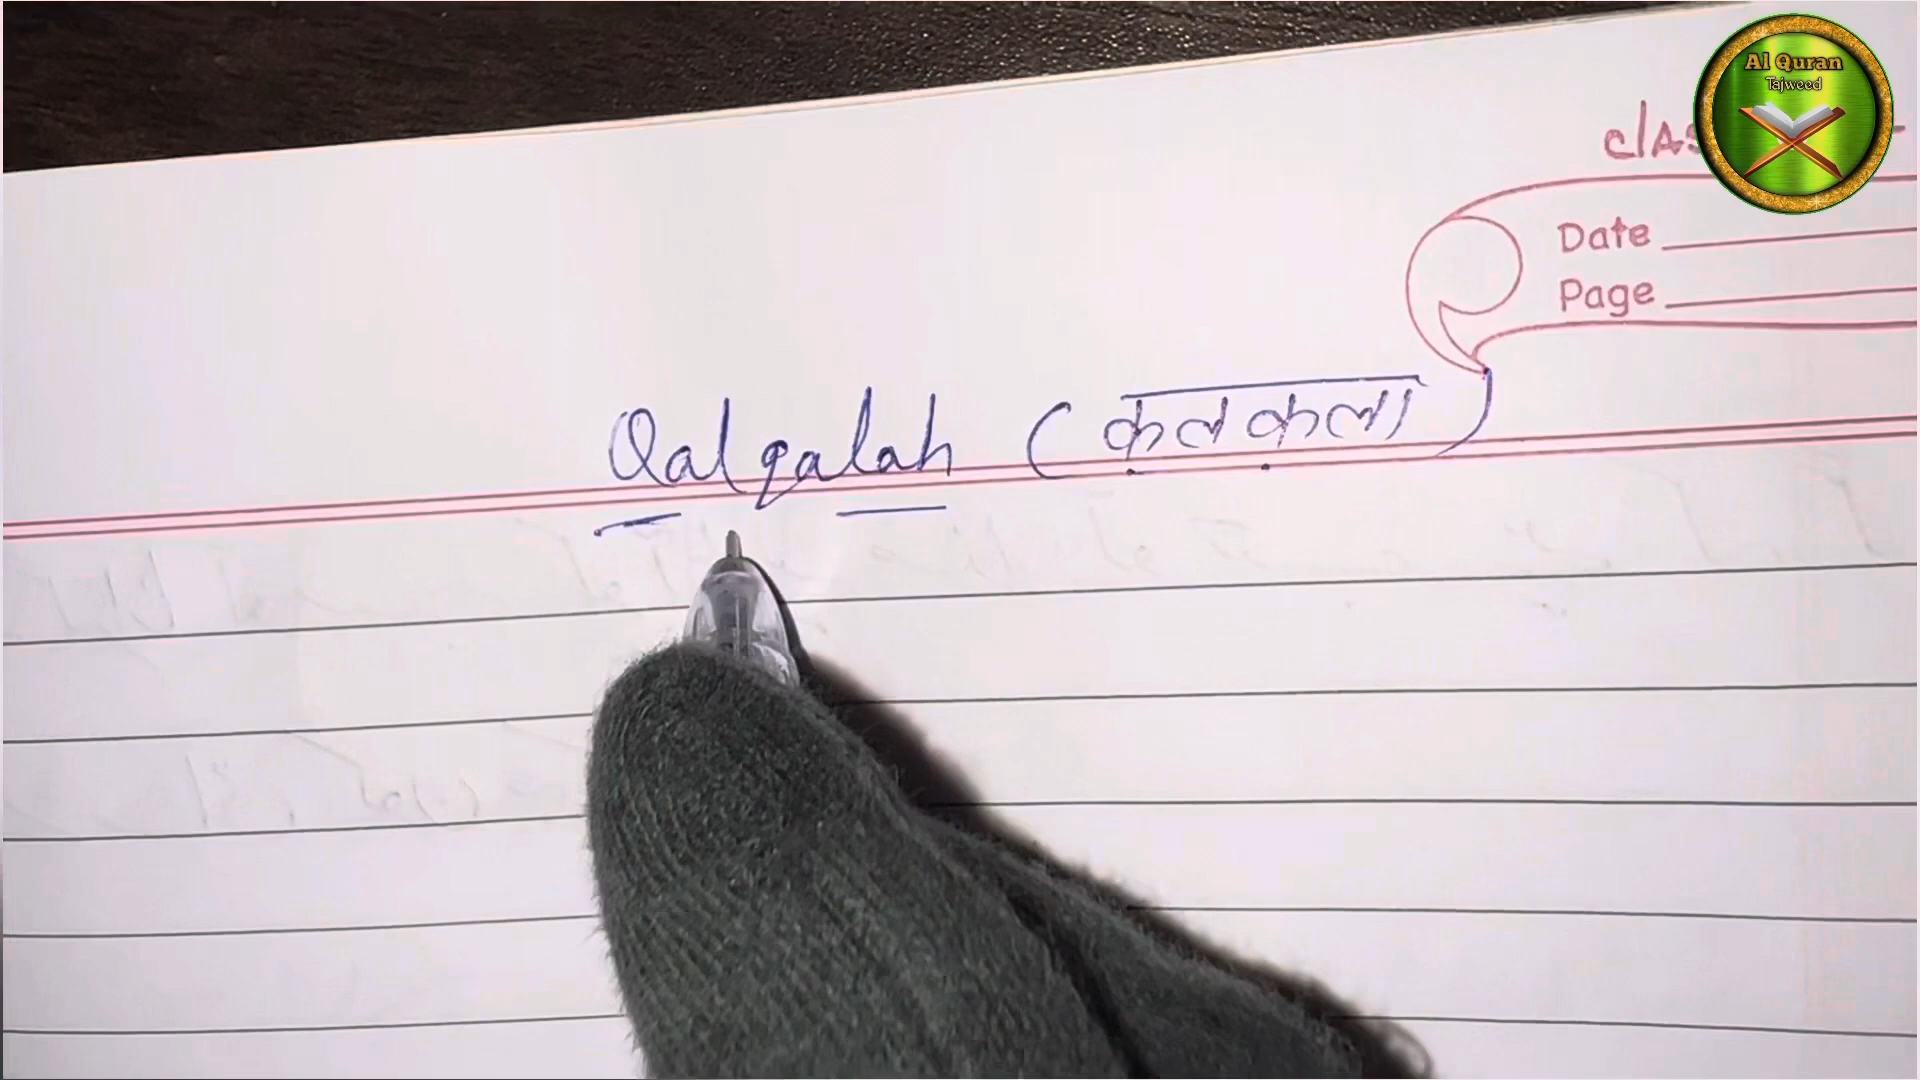 Al Quran
Tajweed
Date
Page
Qalqalah (क़लक़ला)